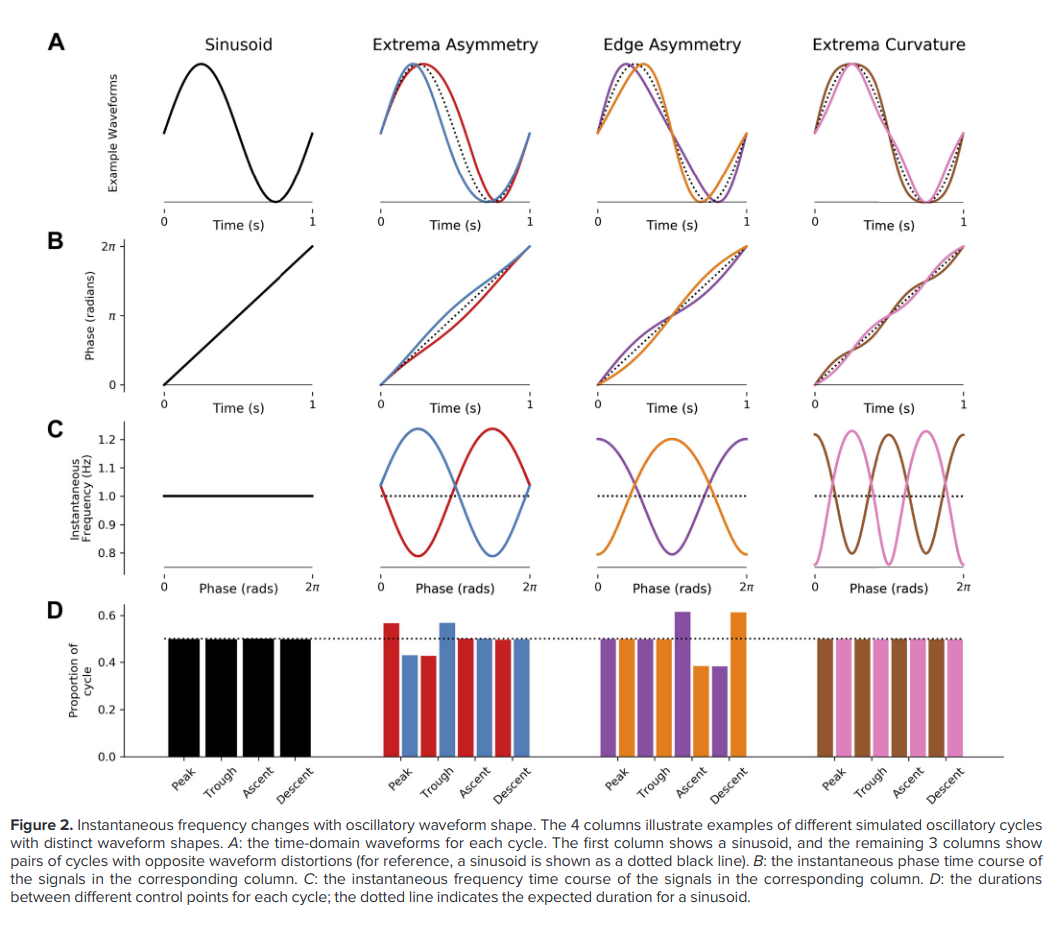 A
Sinusoid
Extrema Asymmetry
Edge Asymmetry
Extrema Curvature
Example Waveforms
0 1 0 1 0 1 0 1
Time (s) Time (s) Time (s) Time (s)
B
2π
π
0
Phase (radians)
0 1 0 1 0 1 0 1
Time (s) Time (s) Time (s) Time (s)
C
1.2
1.1
1.0
0.9
0.8
Instantaneous
Frequency (Hz)
0 2π 0 2π 0 2π 0 2π
Phase (rads) Phase (rads) Phase (rads) Phase (rads)
D
0.6
0.4
0.2
0.0
Proportion of
cycle
Peak Trough Ascent Descent Peak Trough Ascent Descent Peak Trough Ascent Descent Peak Trough Ascent Descent
Figure 2. Instantaneous frequency changes with oscillatory waveform shape. The 4 columns illustrate examples of different simulated oscillatory cycles
with distinct waveform shapes. A: the time-domain waveforms for each cycle. The first column shows a sinusoid, and the remaining 3 columns show
pairs of cycles with opposite waveform distortions (for reference, a sinusoid is shown as a dotted black line). B: the instantaneous phase time course of
the signals in the corresponding column. C: the instantaneous frequency time course of the signals in the corresponding column. D: the durations
between different control points for each cycle; the dotted line indicates the expected duration for a sinusoid.